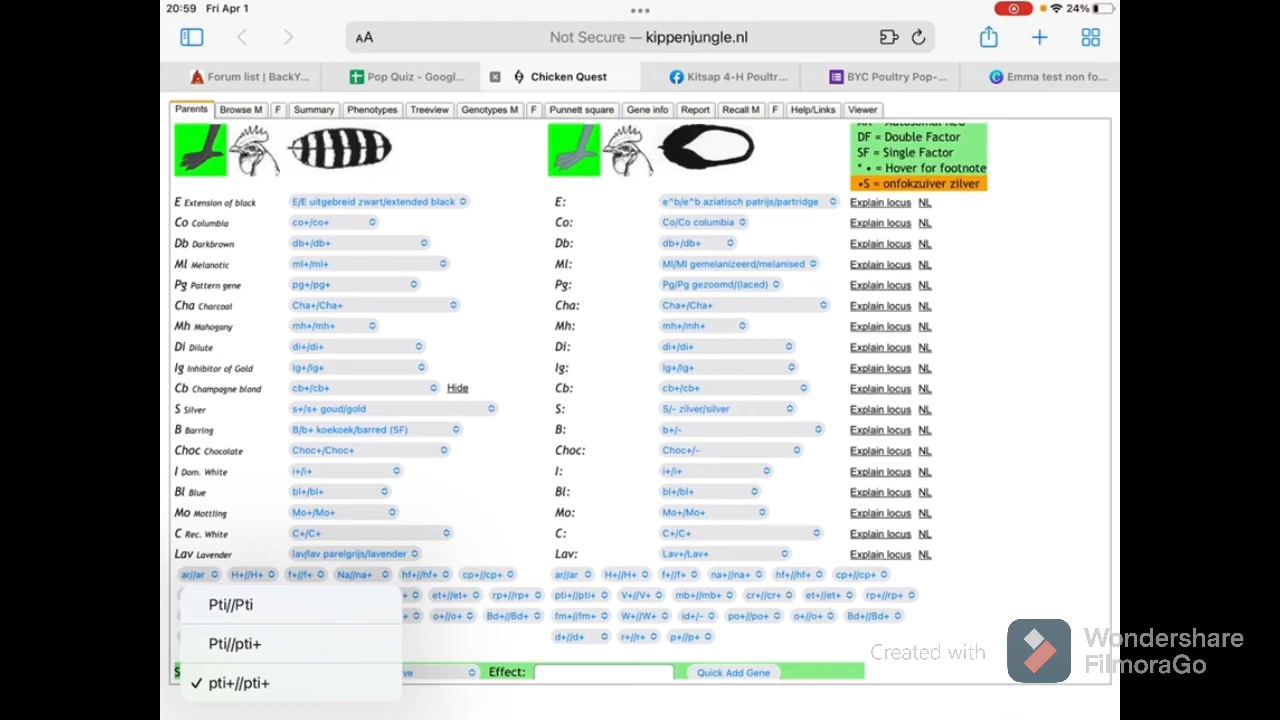 20:59 Fri Apr 1
24%
AA Not Secure — kippenjungle.nl
Forum list | BackY... Pop Quiz - Googl... Chicken Quest Kitsap 4-H Poultr... BYC Poultry Pop-... Emma test non fo...
Parents Browse M F Summary Phenotypes Treeview Genotypes M F Punnett square Gene info Report Recall M F Help/Links Viewer
DF = Double Factor
SF = Single Factor
* • = Hover for footnote
•S = onfokzuiver zilver
E Extension of black E/E uitgebreid zwart/extended black E: e^b/e^b aziatisch patrijs/partridge Explain locus NL
Co Columbia co+/co+ Co: Co/Co columbia Explain locus NL
Db Darkbrown db+/db+ Db: db+/db+ Explain locus NL
Ml Melanotic ml+/ml+ Ml: Ml/Ml gemelanizeerd/melanised Explain locus NL
Pg Pattern gene pg+/pg+ Pg: Pg/Pg gezoomd/(laced) Explain locus NL
Cha Charcoal Cha+/Cha+ Cha: Cha+/Cha+ Explain locus NL
Mh Mahogany mh+/mh+ Mh: mh+/mh+ Explain locus NL
Di Dilute di+/di+ Di: di+/di+ Explain locus NL
Ig Inhibitor of Gold Ig+/Ig+ Ig: Ig+/Ig+ Explain locus NL
Cb Champagne blond cb+/cb+ Hide Cb: cb+/cb+ Explain locus NL
S Silver s+/s+ goud/gold S: S/- zilver/silver Explain locus NL
B Barring B/b+ koekoek/barred (SF) B: b+/- Explain locus NL
Choc Chocolate Choc+/Choc+ Choc: Choc+/- Explain locus NL
I Dom. White i+/i+ I: i+/i+ Explain locus NL
Bl Blue bl+/bl+ Bl: bl+/bl+ Explain locus NL
Mo Mottling Mo+/Mo+ Mo: Mo+/Mo+ Explain locus NL
C Rec. White C+/C+ C: C+/C+ Explain locus NL
Lav Lavender lav/lav parelgrijs/lavender Lav: Lav+/Lav+ Explain locus NL
ar//ar H+//H+ f+//f+ Na//na+ hf+//hf+ cp+//cp+ ar//ar H+//H+ f+//f+ na+//na+ hf+//hf+ cp+//cp+
et+//et+ rp+//rp+ pti+//pti+ V+//V+ mb+//mb+ cr+//cr+ et+//et+ rp+//rp+
o+//o+ Bd+//Bd+ fm+//fm+ W+//W+ id+/- po+//po+ o+//o+ Bd+//Bd+
d+//d+ r+//r+ p+//p+
Pti//Pti
Pti//pti+
✓ pti+//pti+
Effect: Quick Add Gene
Created with Wondershare
FilmoraGo